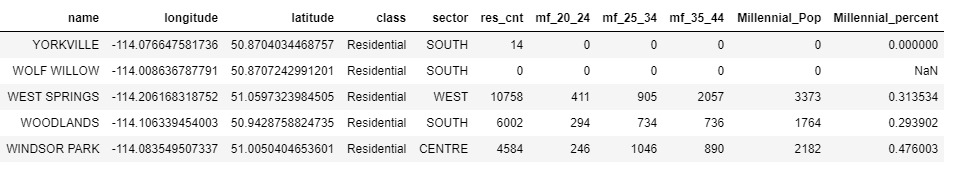 name longitude latitude class sector res_cnt mf_20_24 mf_25_34 mf_35_44 Millennial_Pop Millennial_percent
YORKVILLE -114.076647581736 50.8704034468757 Residential SOUTH 14 0 0 0 0 0.000000
WOLF WILLOW -114.008636787791 50.8707242991201 Residential SOUTH 0 0 0 0 0 NaN
WEST SPRINGS -114.206168318752 51.0597323984505 Residential WEST 10758 411 905 2057 3373 0.313534
WOODLANDS -114.106339454003 50.9428758824735 Residential SOUTH 6002 294 734 736 1764 0.293902
WINDSOR PARK -114.083549507337 51.0050404653601 Residential CENTRE 4584 246 1046 890 2182 0.476003